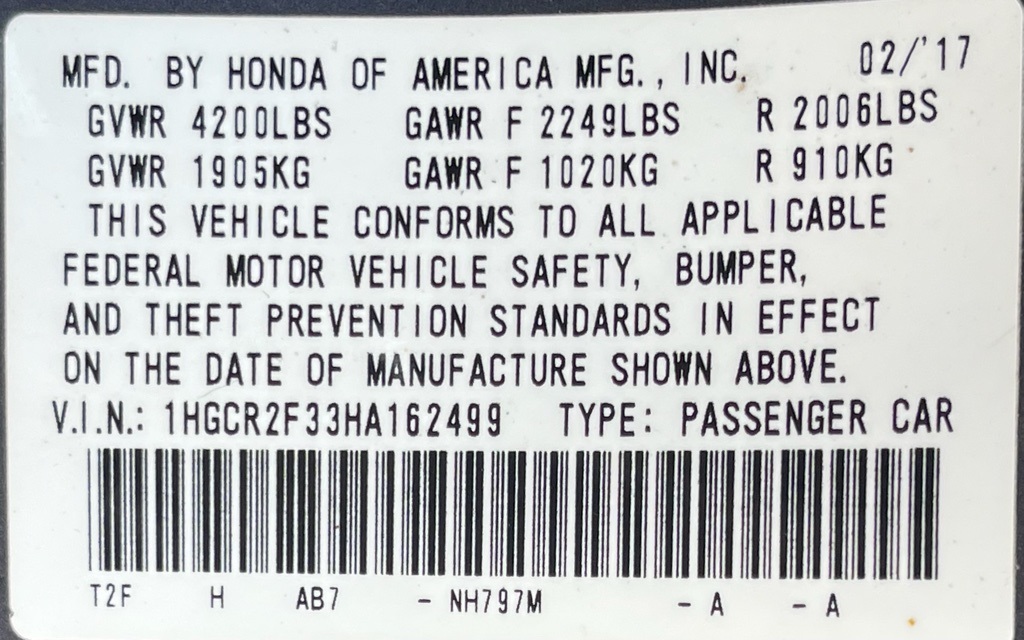 MFD. BY HONDA OF AMERICA MFG., INC. 02/'17
GVWR 4200LBS GAWR F 2249LBS R 2006LBS
GVWR 1905KG GAWR F 1020KG R 910KG
THIS VEHICLE CONFORMS TO ALL APPLICABLE
FEDERAL MOTOR VEHICLE SAFETY, BUMPER,
AND THEFT PREVENTION STANDARDS IN EFFECT
ON THE DATE OF MANUFACTURE SHOWN ABOVE.
V.I.N.: 1HGCR2F33HA162499 TYPE: PASSENGER CAR
T2F H AB7 - NH797M - A - A